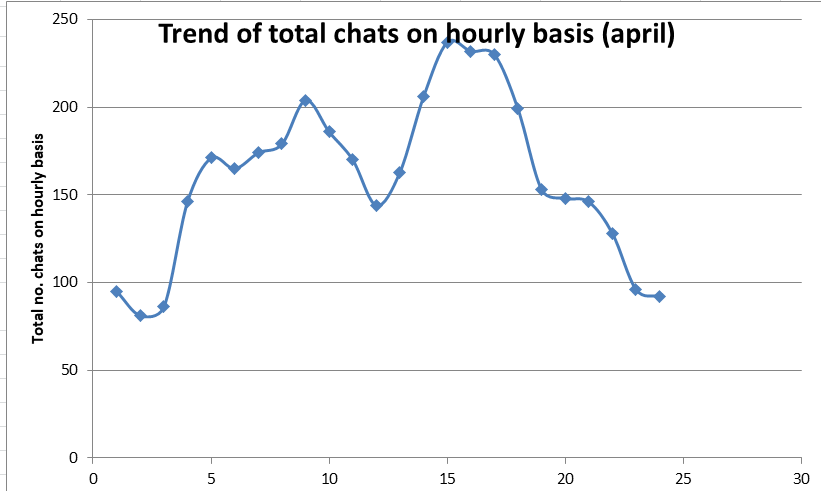 Trend of total chats on hourly basis (april)
Total no. chats on hourly basis
250
200
150
100
50
0
0 5 10 15 20 25 30